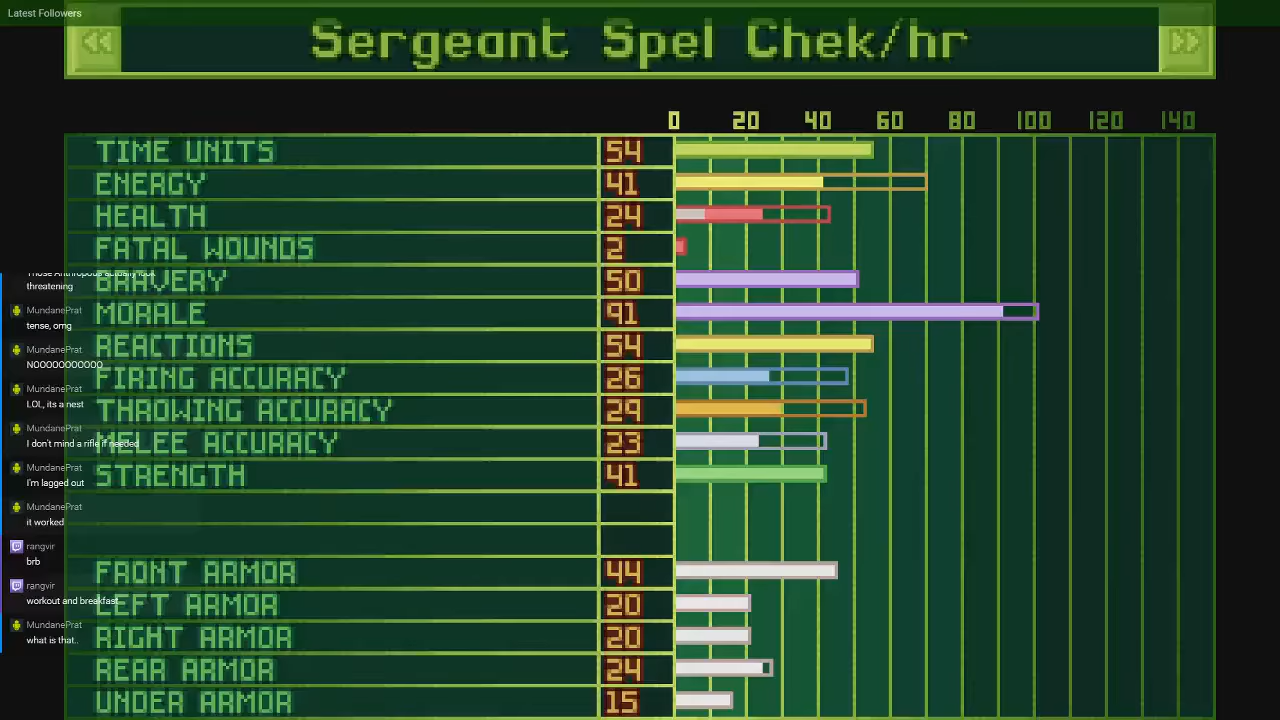 Latest Followers
Sergeant Spel Chek/hr
0 20 40 60 80 100 120 140
TIME UNITS 54
ENERGY 41
HEALTH 24
FATAL WOUNDS 2
BRAVERY 50
MORALE 91
REACTIONS 54
FIRING ACCURACY 26
THROWING ACCURACY 29
MELEE ACCURACY 23
STRENGTH 41
FRONT ARMOR 44
LEFT ARMOR 20
RIGHT ARMOR 20
REAR ARMOR 24
UNDER ARMOR 15
Those Anthropous actually look
threatening
MundanePrat
tense, omg
MundanePrat
NOOOOOOOOOO
MundanePrat
LOL, its a nest
MundanePrat
I don't mind a rifle if needed
MundanePrat
I'm lagged out
MundanePrat
it worked
rangvir
brb
rangvir
workout and breakfast
MundanePrat
what is that..